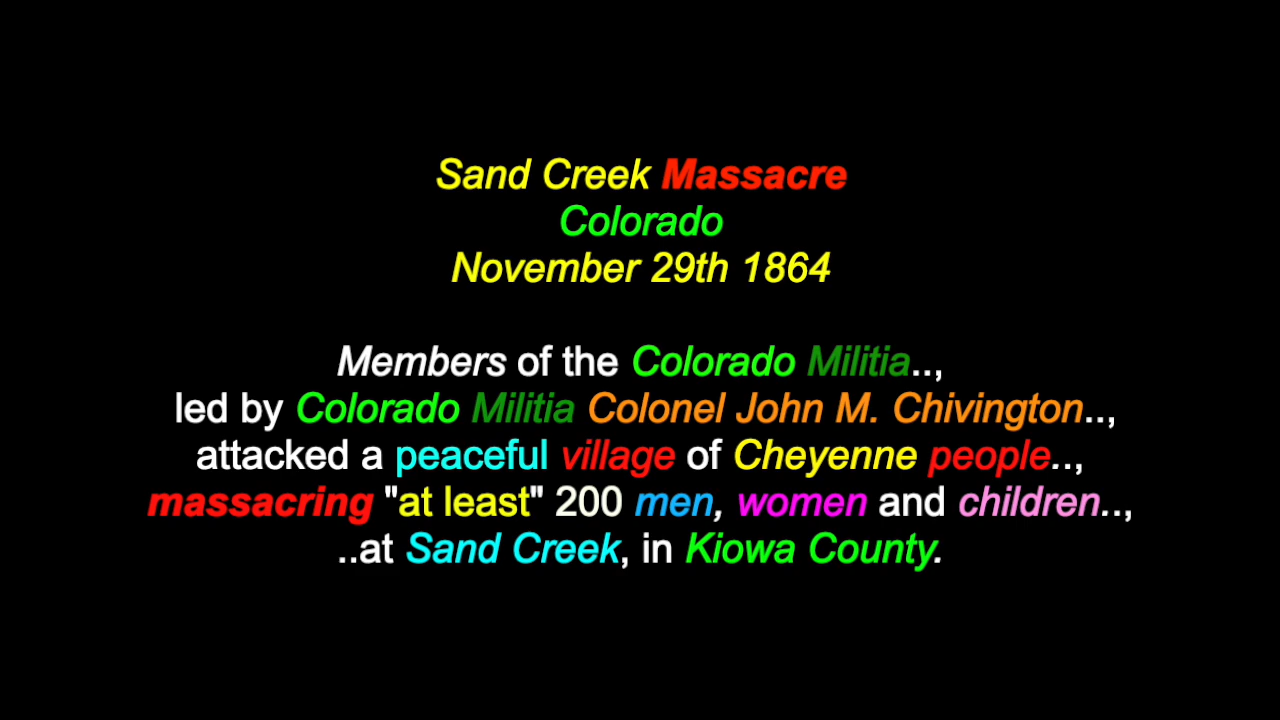 Sand Creek Massacre
Colorado
November 29th 1864
Members of the Colorado Militia..,
led by Colorado Militia Colonel John M. Chivington..,
attacked a peaceful village of Cheyenne people..,
massacring "at least" 200 men, women and children..,
..at Sand Creek, in Kiowa County.